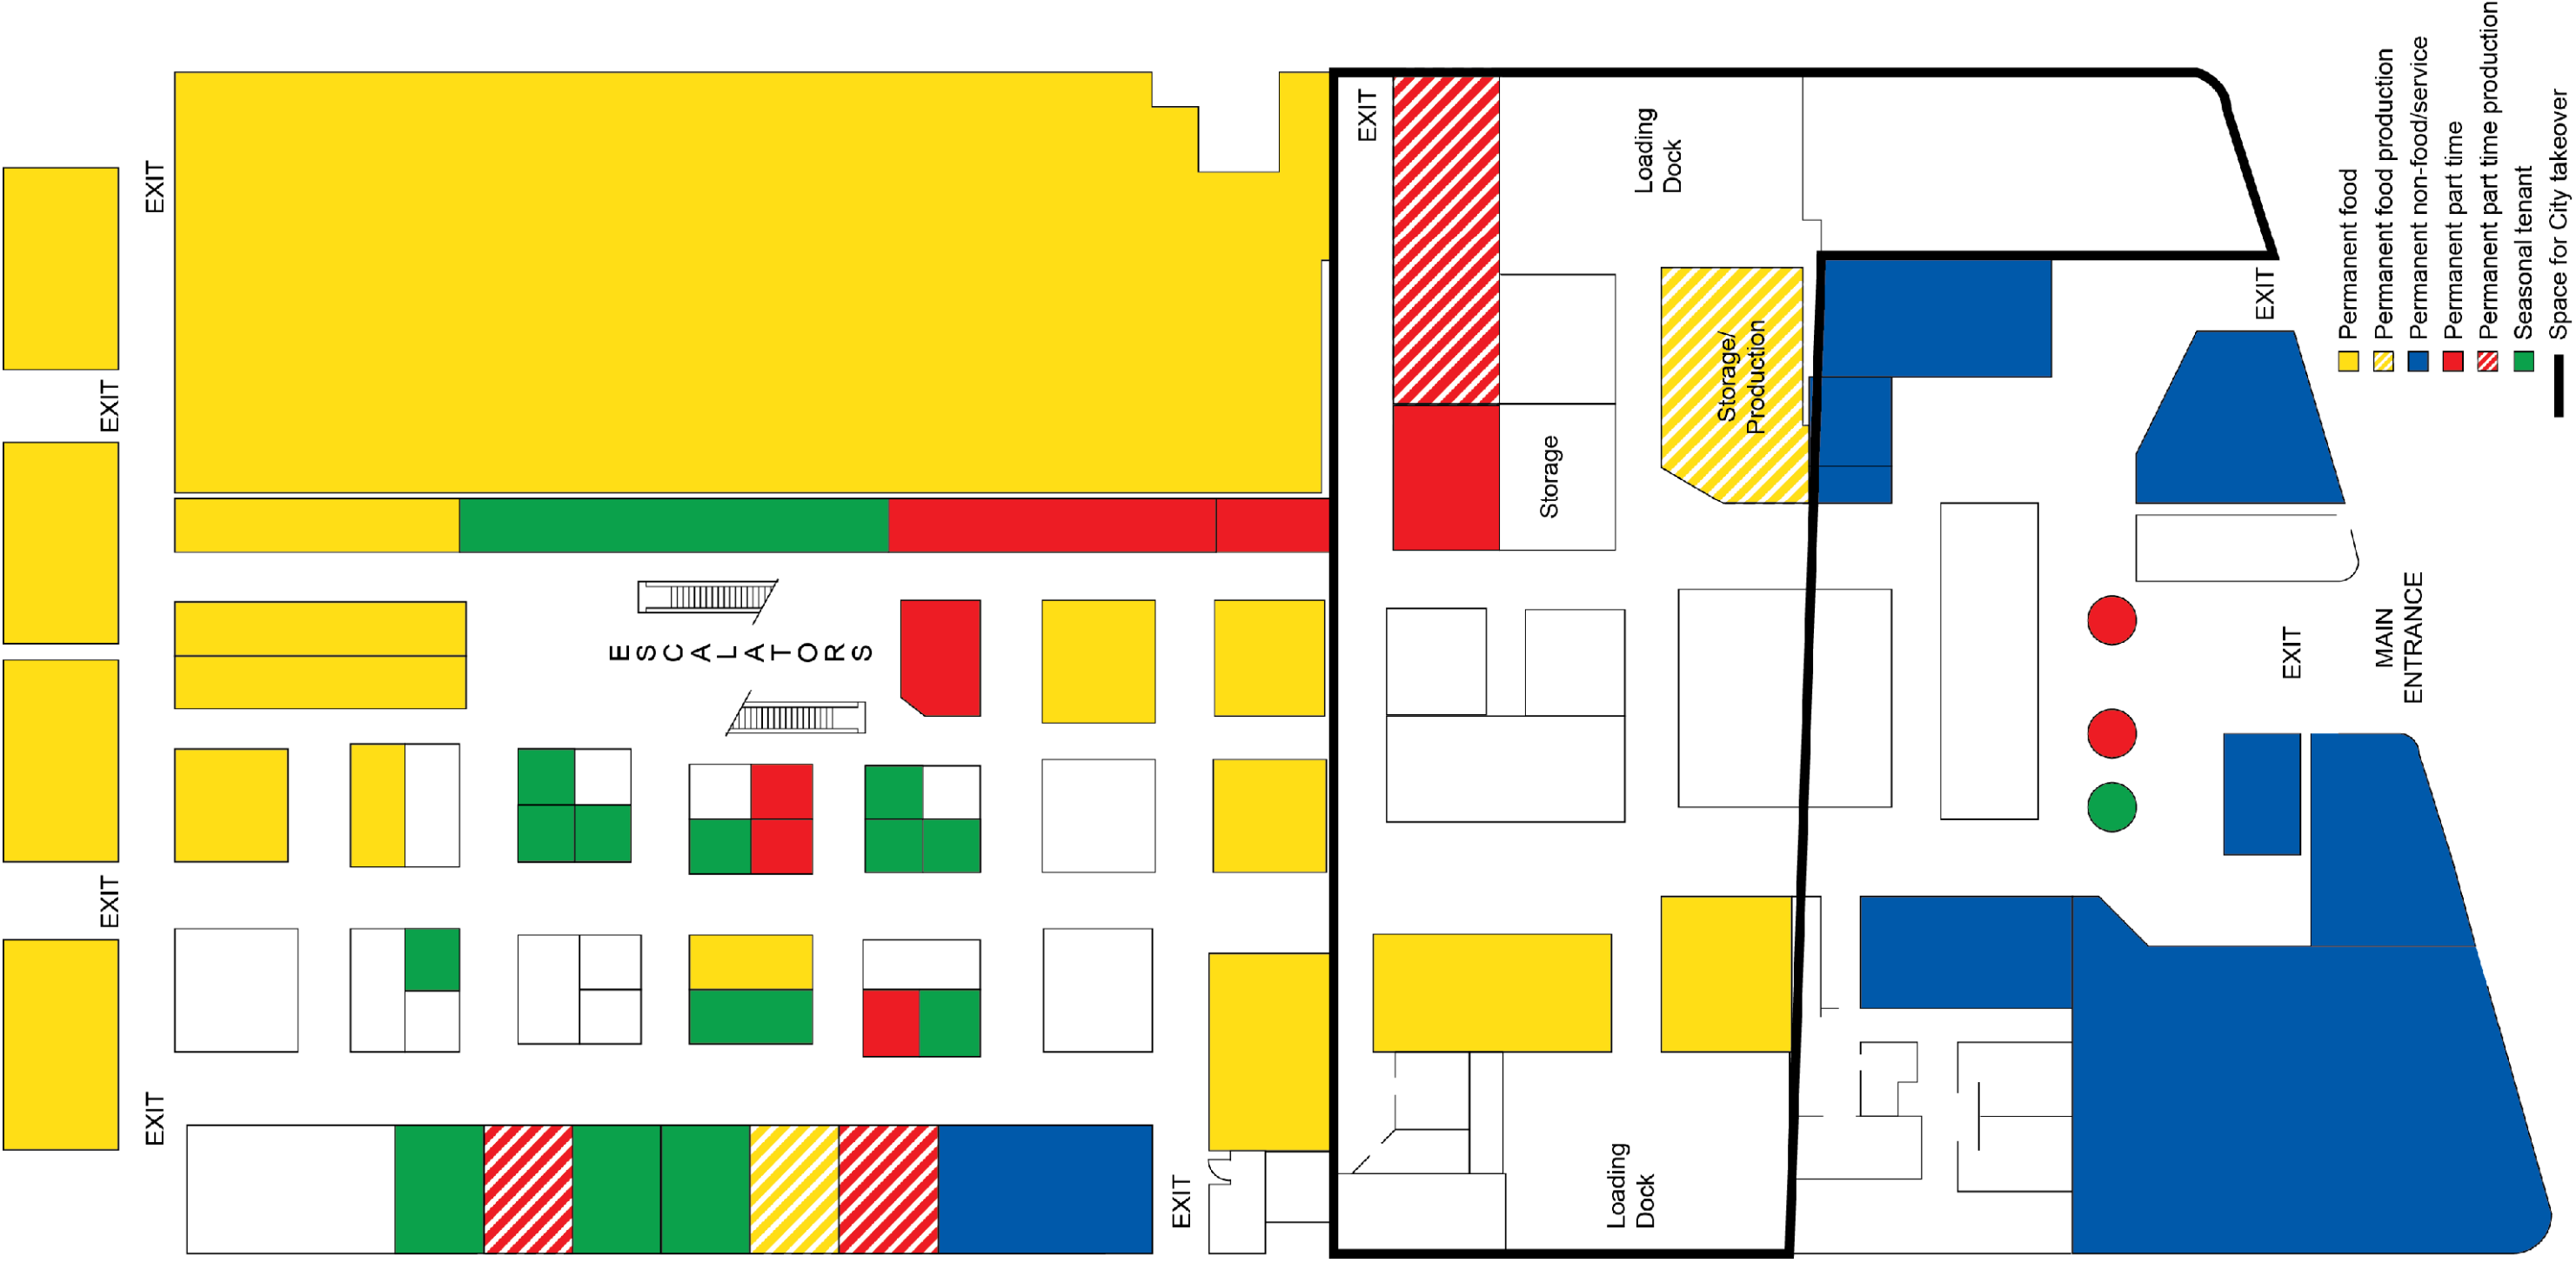 EXIT
EXIT
EXIT
EXIT
ESCALATORS
EXIT
EXIT
Loading
Dock
Storage
Storage/
Production
Loading
Dock
EXIT
EXIT
MAIN
ENTRANCE
Permanent food
Permanent food production
Permanent non-food/service
Permanent part time
Permanent part time production
Seasonal tenant
Space for City takeover